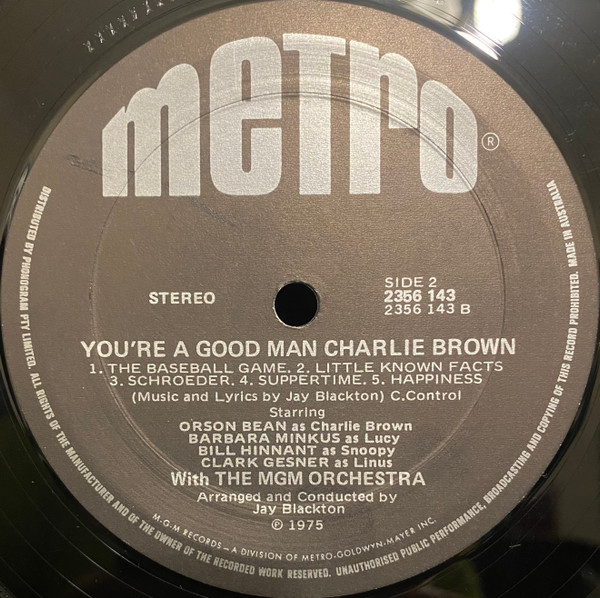 metro
®
STEREO
SIDE 2
2356 143
2356 143 B
YOU'RE A GOOD MAN CHARLIE BROWN
1. THE BASEBALL GAME. 2. LITTLE KNOWN FACTS
3. SCHROEDER. 4. SUPPERTIME. 5. HAPPINESS
(Music and Lyrics by Jay Blackton) C.Control
Starring
ORSON BEAN as Charlie Brown
BARBARA MINKUS as Lucy
BILL HINNANT as Snoopy
CLARK GESNER as Linus
With THE MGM ORCHESTRA
Arranged and Conducted by
Jay Blackton
℗ 1975
M-G-M RECORDS — A DIVISION OF METRO-GOLDWYN-MAYER INC.
DISTRIBUTED BY PHONOGRAM PTY LIMITED. ALL RIGHTS OF THE MANUFACTURER AND OF THE OWNER OF THE RECORDED WORK RESERVED. UNAUTHORISED PUBLIC PERFORMANCE, BROADCASTING AND COPYING OF THIS RECORD PROHIBITED. MADE IN AUSTRALIA